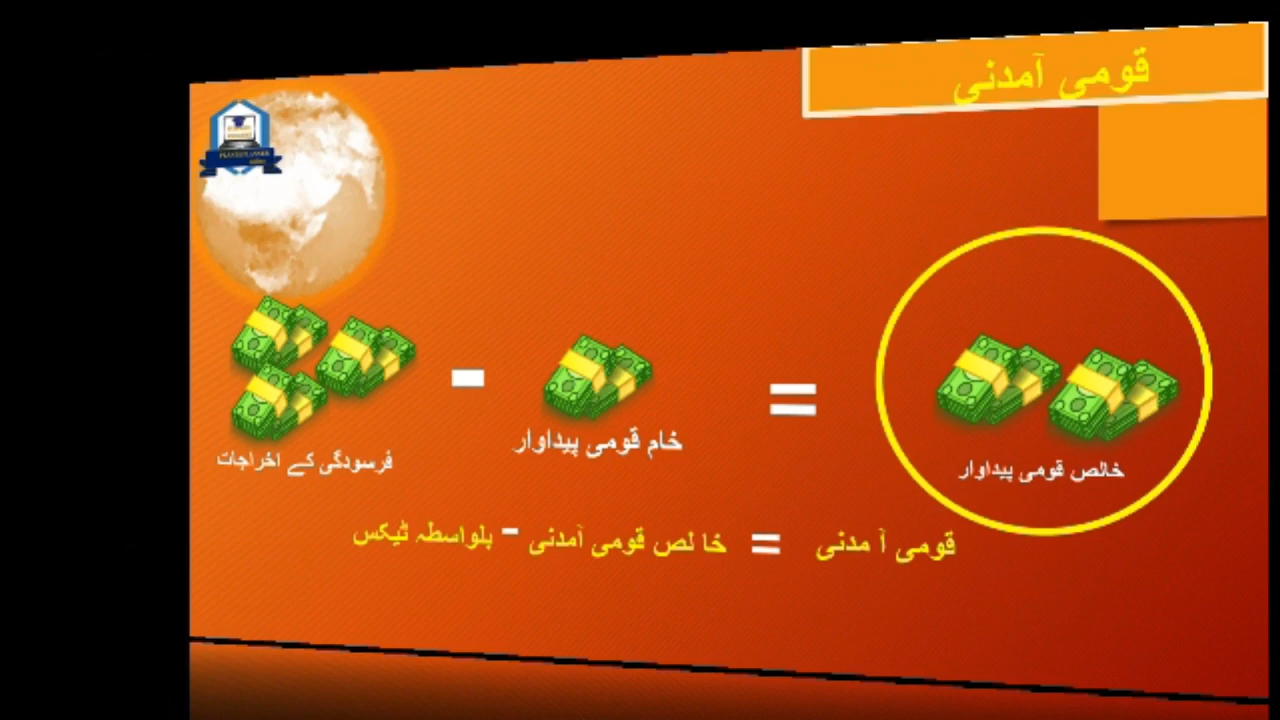 قومی آمدنی
خالص قومی پیداوار = خام قومی پیداوار - فرسودگی کے اخراجات
قومی آ مدنی = خا لص قومی آمدنی - بلواسطہ ٹیکس